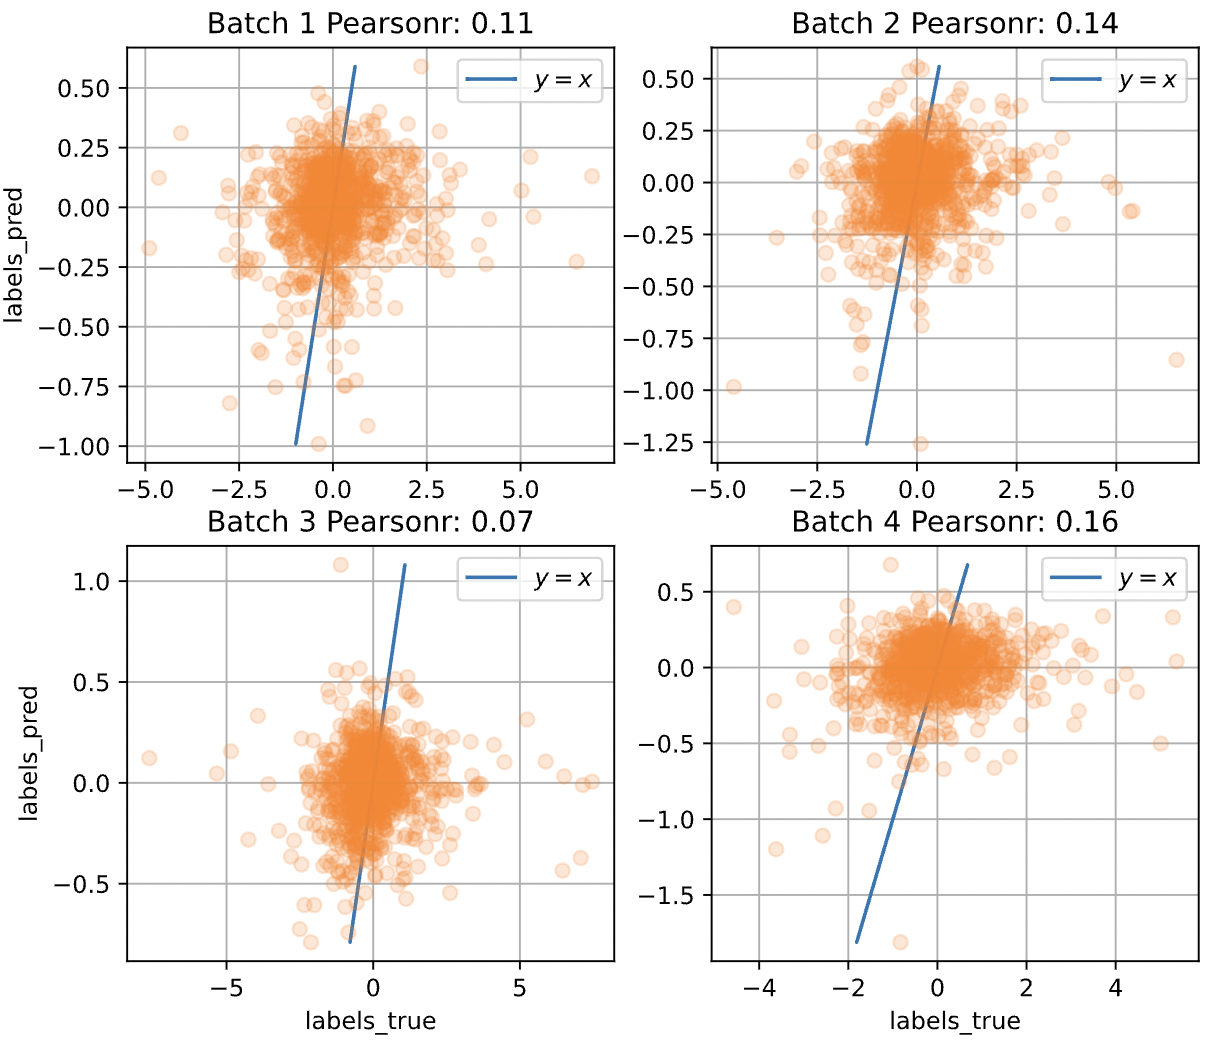 Batch 1 Pearsonr: 0.11
y = x
0.50
0.25
0.00
−0.25
−0.50
−0.75
−1.00
labels_pred
−5.0 −2.5 0.0 2.5 5.0
Batch 2 Pearsonr: 0.14
y = x
0.50
0.25
0.00
−0.25
−0.50
−0.75
−1.00
−1.25
−5.0 −2.5 0.0 2.5 5.0
Batch 3 Pearsonr: 0.07
y = x
1.0
0.5
0.0
−0.5
labels_pred
−5 0 5
labels_true
Batch 4 Pearsonr: 0.16
y = x
0.5
0.0
−0.5
−1.0
−1.5
−4 −2 0 2 4
labels_true